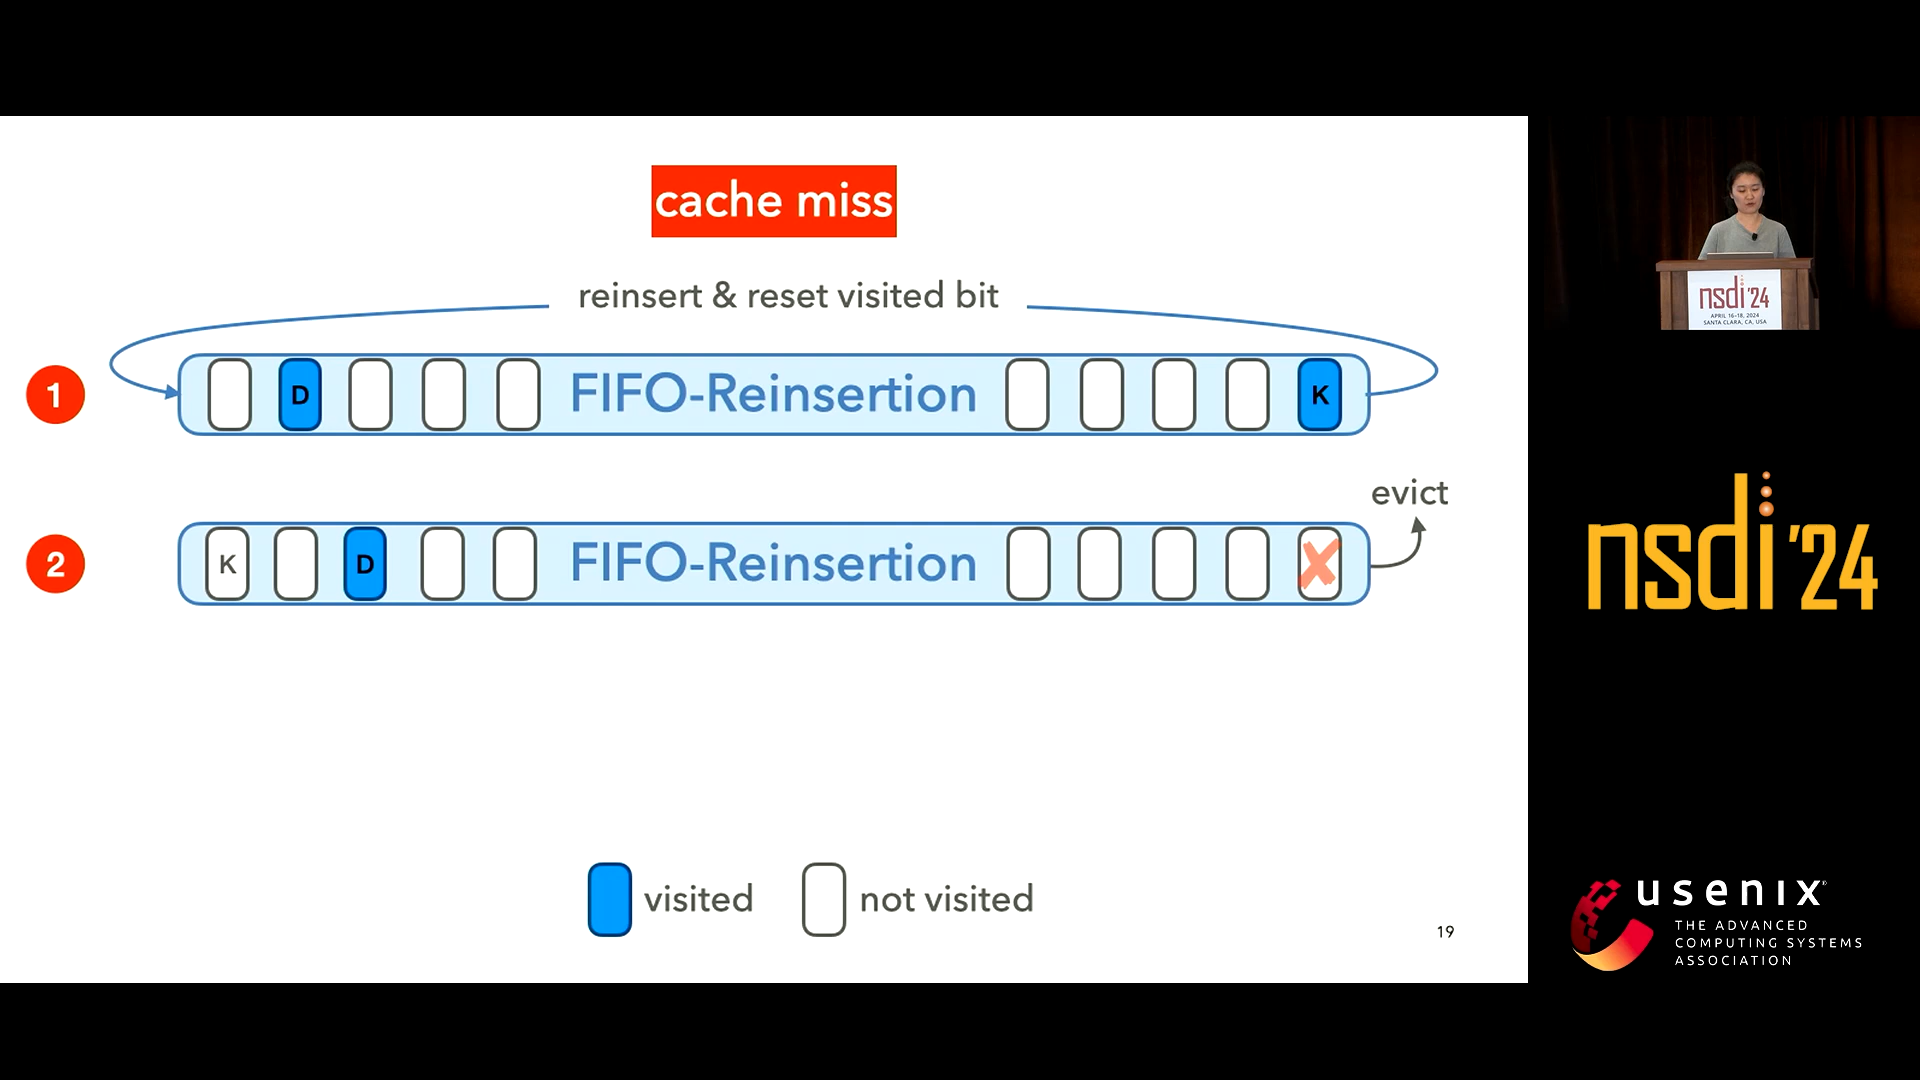 cache miss
reinsert & reset visited bit
1
D
FIFO-Reinsertion
K
evict
2
K
D
FIFO-Reinsertion
visited
not visited
19
nsdi '24
APRIL 16-18, 2024
SANTA CLARA, CA, USA
nsdi '24
usenix
THE ADVANCED
COMPUTING SYSTEMS
ASSOCIATION